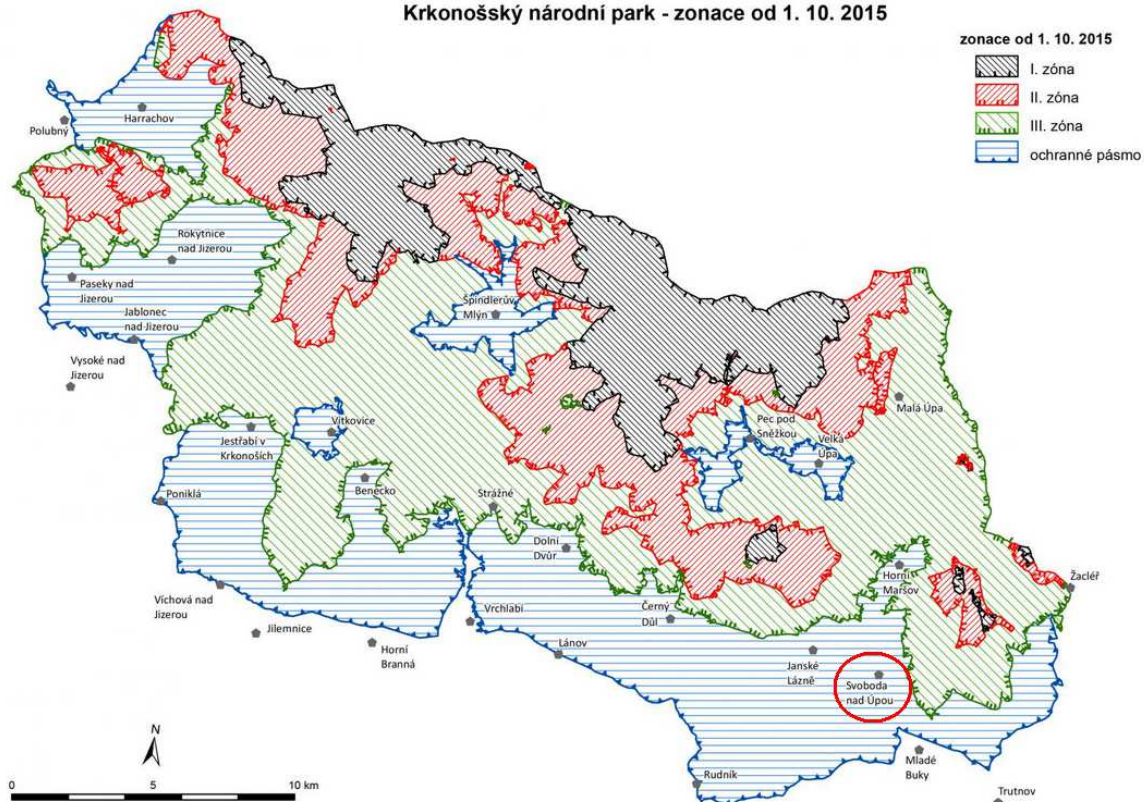 Krkonošský národní park - zonace od 1. 10. 2015
zonace od 1. 10. 2015
I. zóna
II. zóna
III. zóna
ochranné pásmo
Polubný
Harrachov
Rokytnice
nad Jizerou
Paseky nad
Jizerou
Jablonec
nad Jizerou
Vysoké nad
Jizerou
Špindlerův
Mlýn
Malá Úpa
Pec pod
Sněžkou
Velká
Úpa
Vítkovice
Jestřabí v
Krkonoších
Benecko
Poniklá
Strážné
Dolní
Dvůr
Horní
Maršov
Žacléř
Víchová nad
Jizerou
Vrchlabí
Černý
Důl
Jilemnice
Horní
Branná
Lánov
Janské
Lázně
Svoboda
nad Úpou
Mladé
Buky
Rudník
Trutnov
N
0 5 10 km